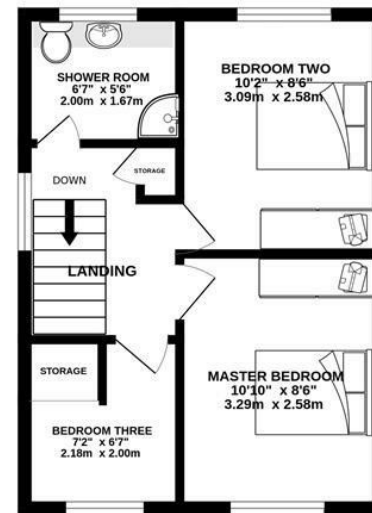 SHOWER ROOM
6'7" x 5'6"
2.00m x 1.67m
BEDROOM TWO
10'2" x 8'6"
3.09m x 2.58m
STORAGE
DOWN
LANDING
STORAGE
MASTER BEDROOM
10'10" x 8'6"
3.29m x 2.58m
BEDROOM THREE
7'2" x 6'7"
2.18m x 2.00m